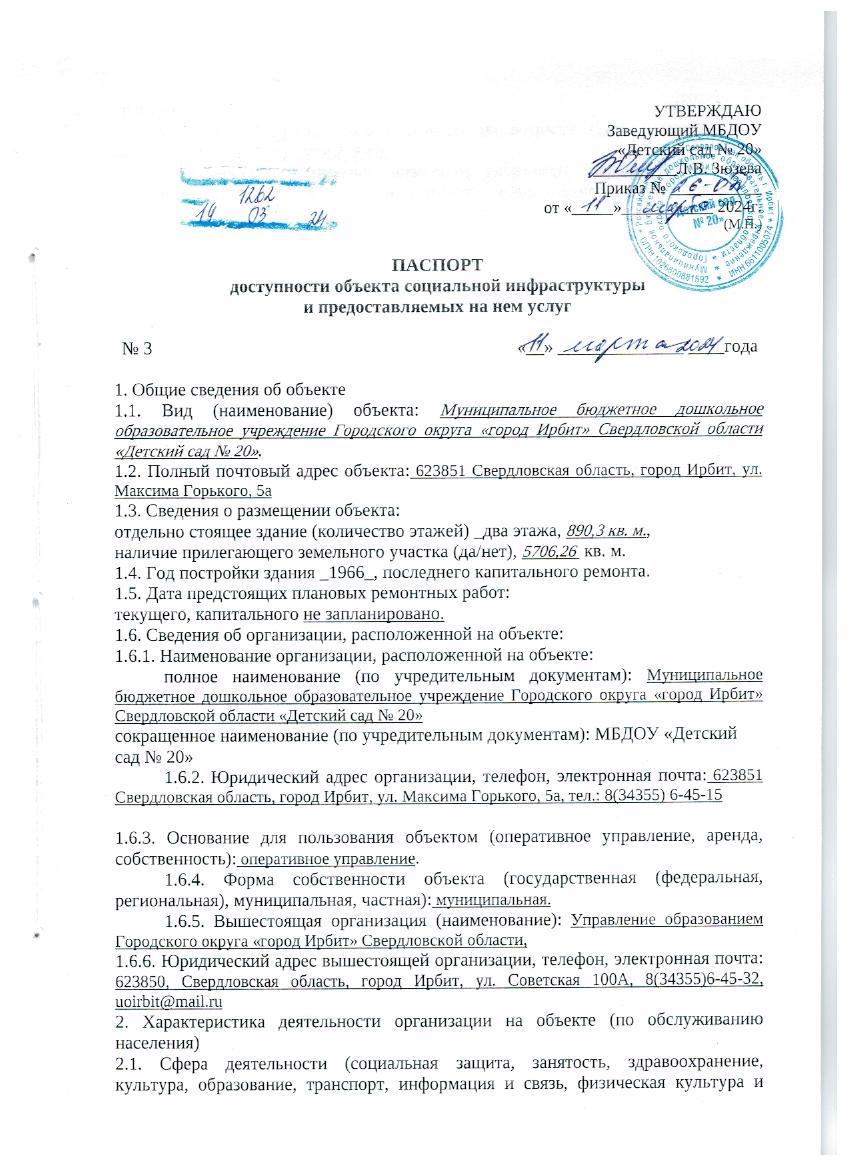 УТВЕРЖДАЮ
Заведующий МБДОУ
«Детский сад № 20»
Л.В. Зюзева
Приказ № 26-ОД
от «11» марта 2024г.
(М.П.)
1262
19 03 24
ПАСПОРТ
доступности объекта социальной инфраструктуры
и предоставляемых на нем услуг
№ 3 «11» марта 2024 года
1. Общие сведения об объекте
1.1. Вид (наименование) объекта: Муниципальное бюджетное дошкольное
образовательное учреждение Городского округа «город Ирбит» Свердловской области
«Детский сад № 20».
1.2. Полный почтовый адрес объекта: 623851 Свердловская область, город Ирбит, ул.
Максима Горького, 5а
1.3. Сведения о размещении объекта:
отдельно стоящее здание (количество этажей) _два этажа, 890,3 кв. м.,
наличие прилегающего земельного участка (да/нет), 5706,26 кв. м.
1.4. Год постройки здания _1966_, последнего капитального ремонта.
1.5. Дата предстоящих плановых ремонтных работ:
текущего, капитального не запланировано.
1.6. Сведения об организации, расположенной на объекте:
1.6.1. Наименование организации, расположенной на объекте:
полное наименование (по учредительным документам): Муниципальное
бюджетное дошкольное образовательное учреждение Городского округа «город Ирбит»
Свердловской области «Детский сад № 20»
сокращенное наименование (по учредительным документам): МБДОУ «Детский
сад № 20»
1.6.2. Юридический адрес организации, телефон, электронная почта: 623851
Свердловская область, город Ирбит, ул. Максима Горького, 5а, тел.: 8(34355) 6-45-15
1.6.3. Основание для пользования объектом (оперативное управление, аренда,
собственность): оперативное управление.
1.6.4. Форма собственности объекта (государственная (федеральная,
региональная), муниципальная, частная): муниципальная.
1.6.5. Вышестоящая организация (наименование): Управление образованием
Городского округа «город Ирбит» Свердловской области,
1.6.6. Юридический адрес вышестоящей организации, телефон, электронная почта:
623850, Свердловская область, город Ирбит, ул. Советская 100А, 8(34355)6-45-32,
uoirbit@mail.ru
2. Характеристика деятельности организации на объекте (по обслуживанию
населения)
2.1. Сфера деятельности (социальная защита, занятость, здравоохранение,
культура, образование, транспорт, информация и связь, физическая культура и